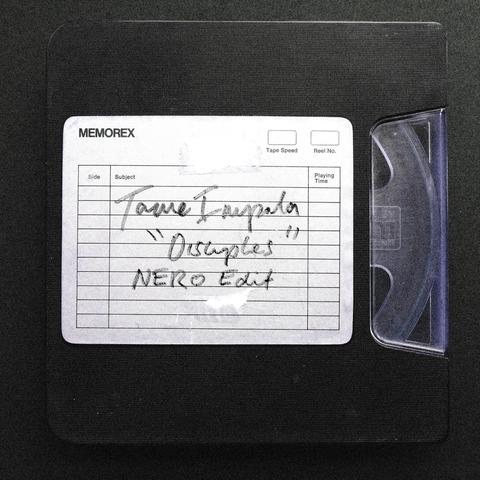 MEMOREX
Tape Speed Reel No.
Side Subject Playing Time
Tame Impala
"Disciples"
NERO Edit